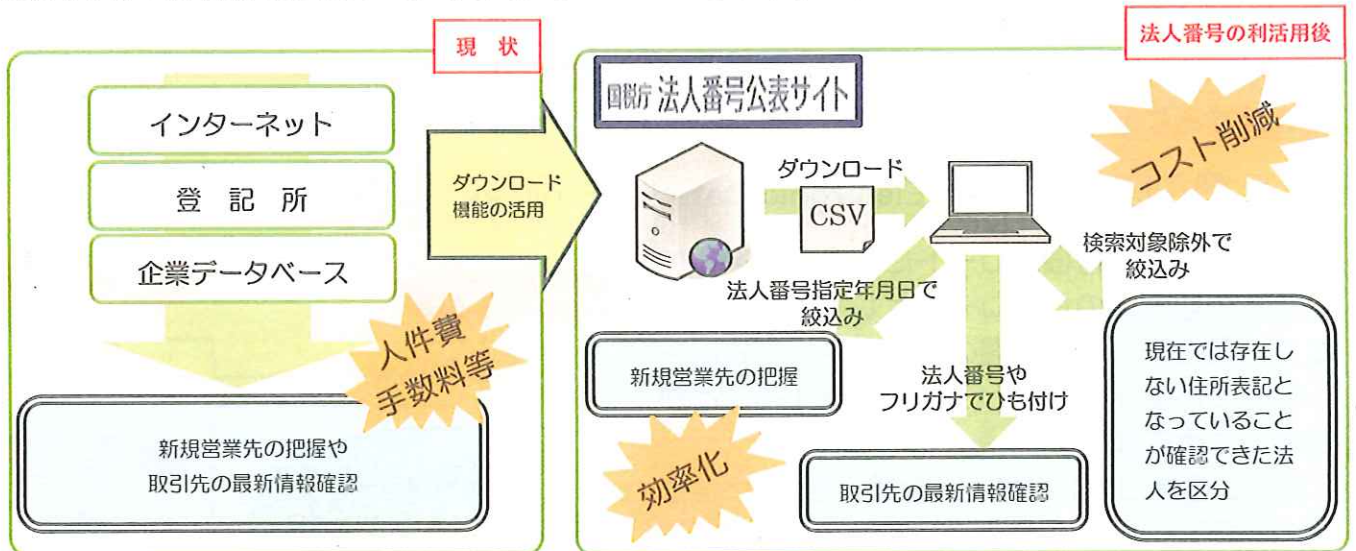 現 状
インターネット
登 記 所
企業データベース
人件費
手数料等
新規営業先の把握や
取引先の最新情報確認
ダウンロード
機能の活用
法人番号の利活用後
国税庁 法人番号公表サイト
コスト削減
ダウンロード
CSV
法人番号指定年月日で
絞込み
検索対象除外で
絞込み
新規営業先の把握
効率化
法人番号や
フリガナでひも付け
取引先の最新情報確認
現在では存在し
ない住所表記と
なっていること
が確認できた法
人を区分